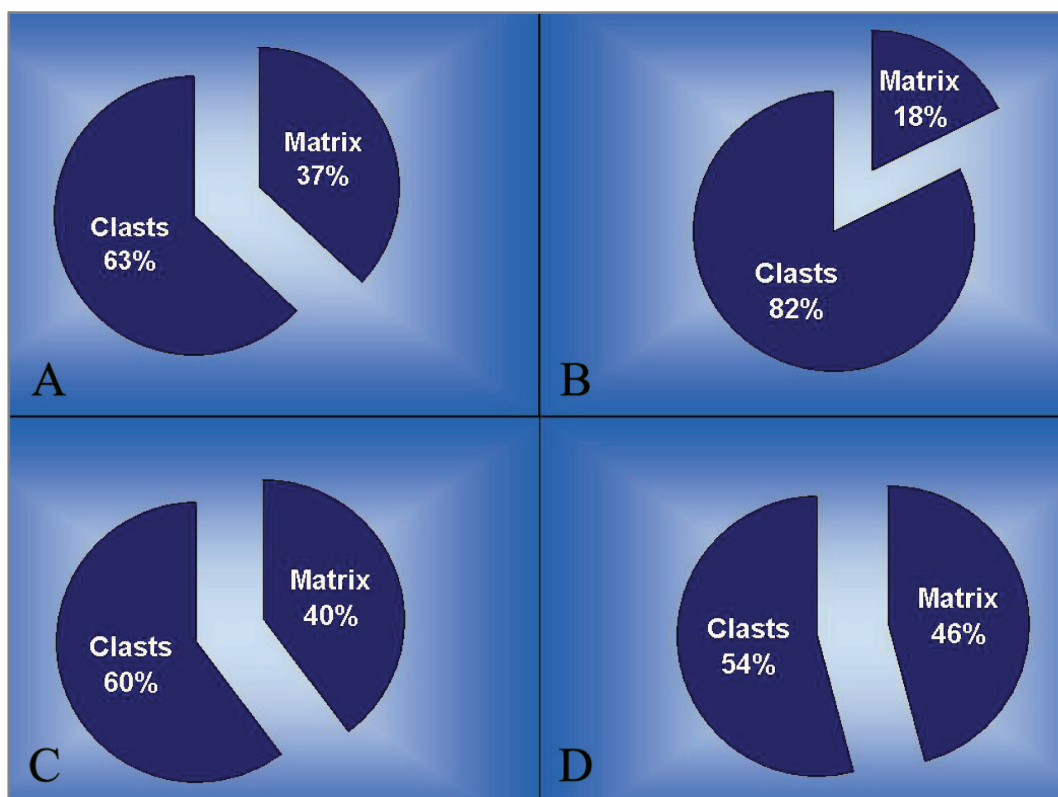 Matrix
37%
Clasts
63%
A
Matrix
18%
Clasts
82%
B
Matrix
40%
Clasts
60%
C
Matrix
46%
Clasts
54%
D